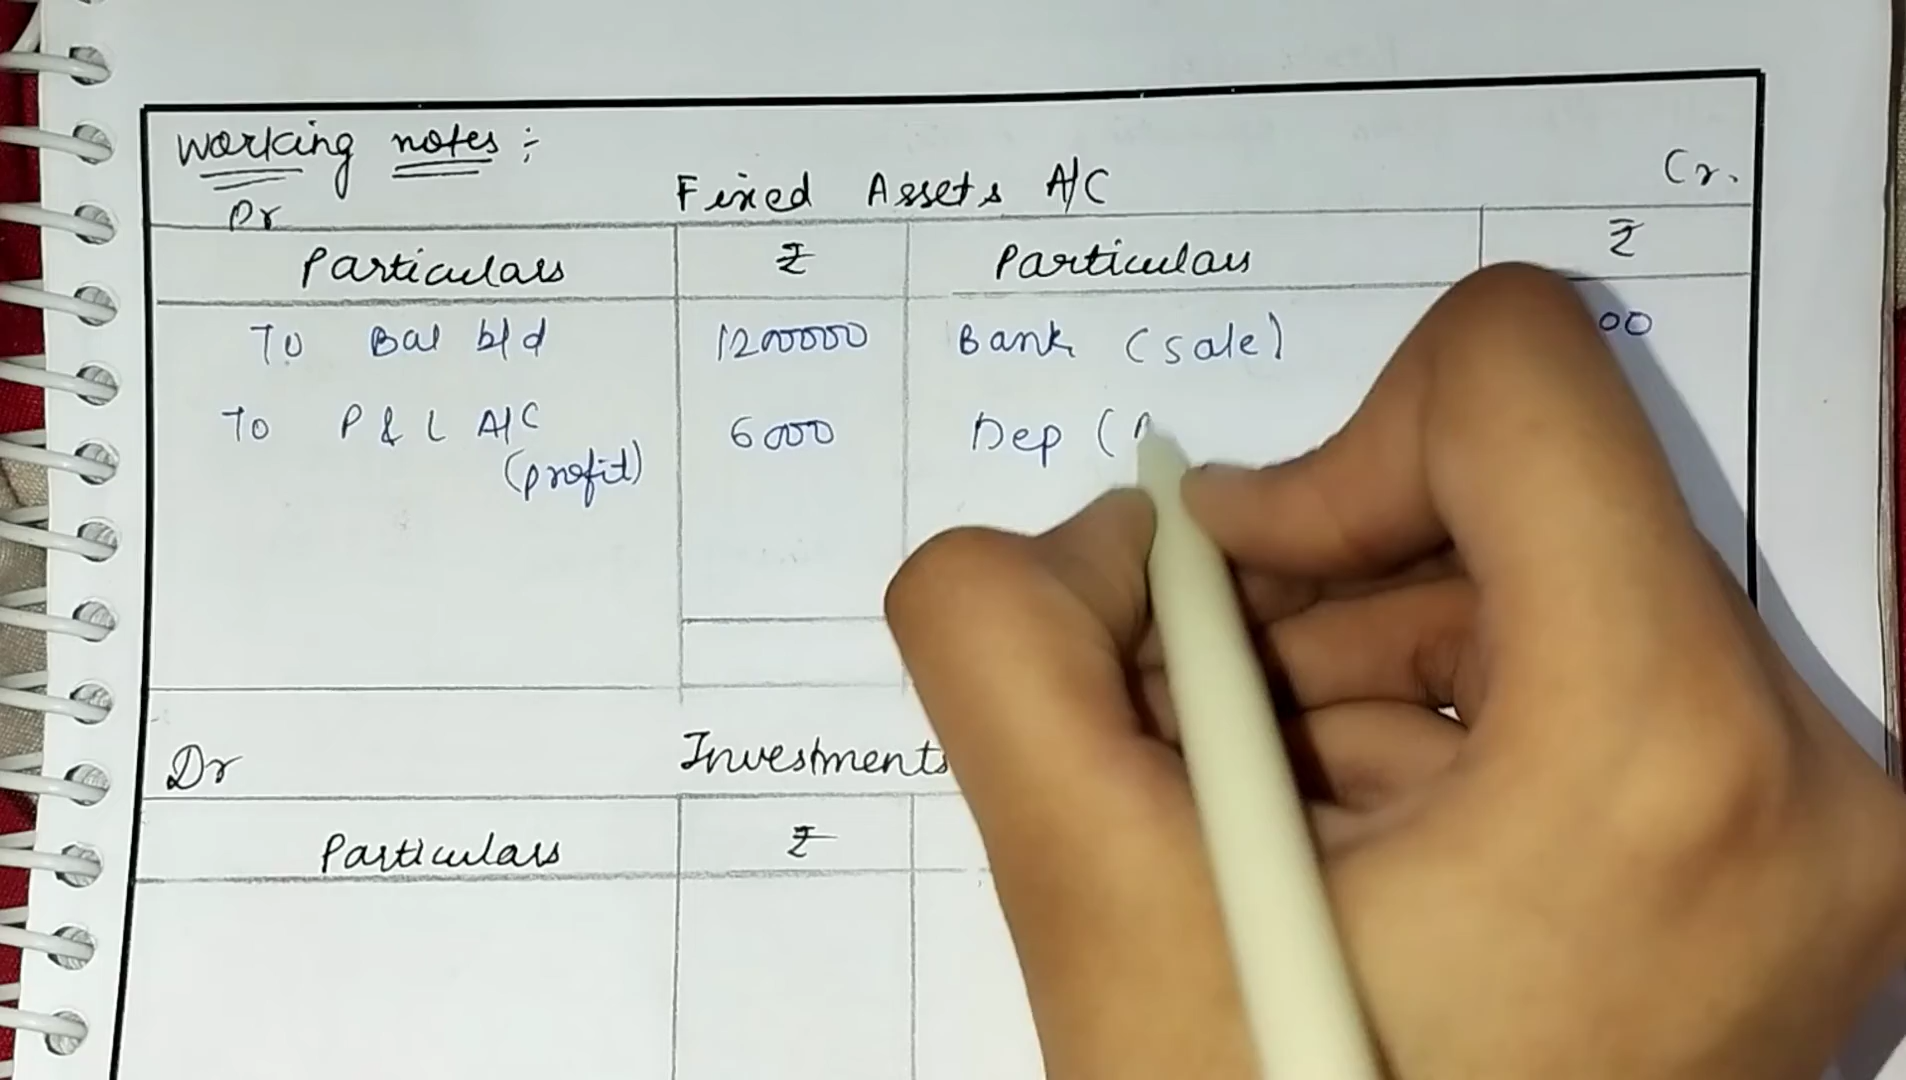 Working notes :
Dr Fixed Assets A/C Cr.
Particulars ₹ Particulars ₹
To Bal b/d 1200000 Bank (sale) 00
To P & L A/C 6000 Dep (
(profit)
Dr Investments
Particulars ₹